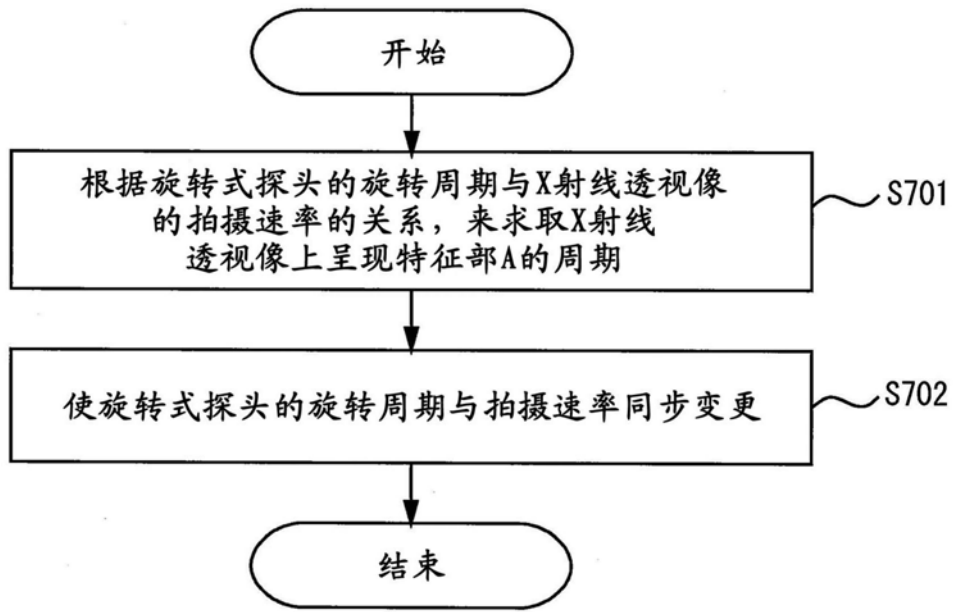 开始
根据旋转式探头的旋转周期与X射线透视像
的拍摄速率的关系，来求取X射线
透视像上呈现特征部A的周期
S701
使旋转式探头的旋转周期与拍摄速率同步变更
S702
结束